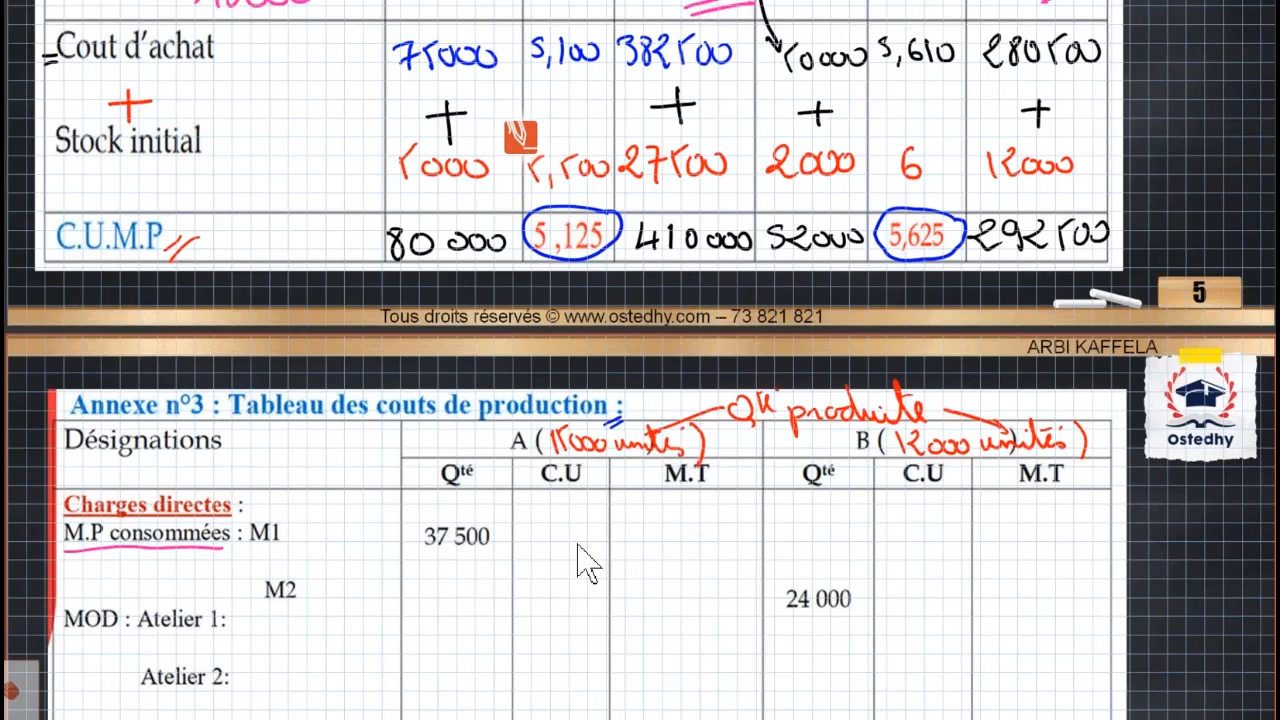 Cout d'achat 75000 5,100 382500 50000 5,610 280500
+ + + + +
Stock initial 5000 5,500 27500 2000 6 12000
C.U.M.P 80 000 5,125 410 000 52000 5,625 292500
5
Tous droits réservés © www.ostedhy.com – 73 821 821
ARBI KAFFELA
Annexe n°3 : Tableau des couts de production :
Qté produite
Désignations A (15000 unités) B (12000 unités)
Qté C.U M.T Qté C.U M.T
Ostedhy
Charges directes :
M.P consommées : M1 37 500
M2 24 000
MOD : Atelier 1:
Atelier 2: